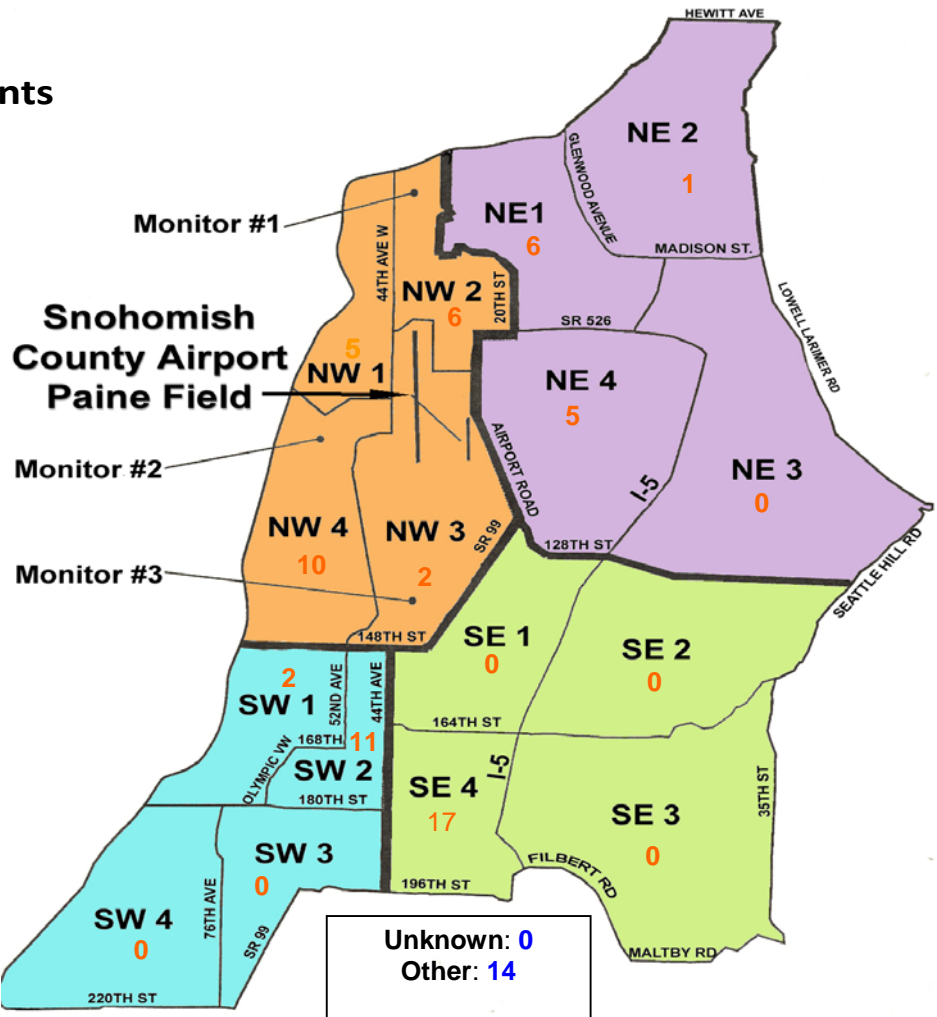 HEWITT AVE
nts
NE 2
1
GLENWOOD AVENUE
Monitor #1
NE1
6
MADISON ST.
44TH AVE W
NW 2
6
20TH ST
LOWELL LARIMER RD
SR 526
Snohomish
County Airport
Paine Field
5
NW 1
NE 4
5
AIRPORT ROAD
I-5
NE 3
0
Monitor #2
NW 4
10
NW 3
2
SR 99
128TH ST
SEATTLE HILL RD
Monitor #3
148TH ST
SE 1
0
SE 2
0
2
SW 1
52ND AVE
44TH AVE
164TH ST
168TH
11
OLYMPIC VW
SW 2
180TH ST
I-5
SE 4
17
35TH ST
SE 3
0
SW 3
0
FILBERT RD
196TH ST
76TH AVE
SW 4
0
SR 99
MALTBY RD
220TH ST
Unknown: 0
Other: 14